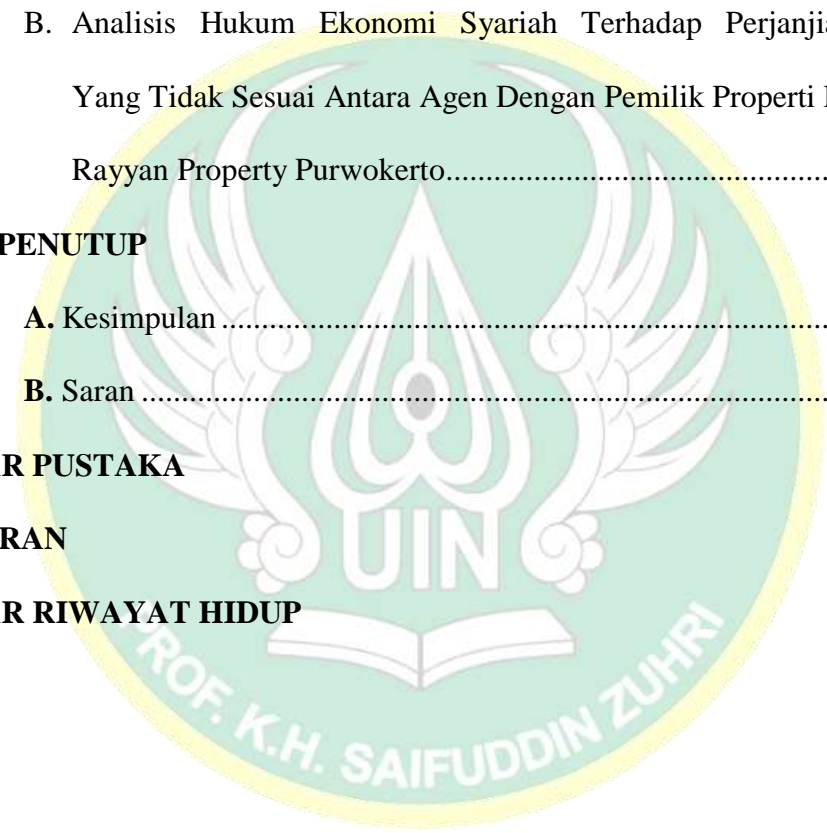 B. Analisis Hukum Ekonomi Syariah Terhadap
Yang Tidak Sesuai Antara Agen Dengan Pemilik Properti
Rayyan Property Purwokerto..........................................
PENUTUP
A. Kesimpulan ......................................................................
B. Saran ..............................................................................
R PUSTAKA
RAN
R RIWAYAT HIDUP
UIN
PROF. K.H. SAIFUDDIN ZUHRI